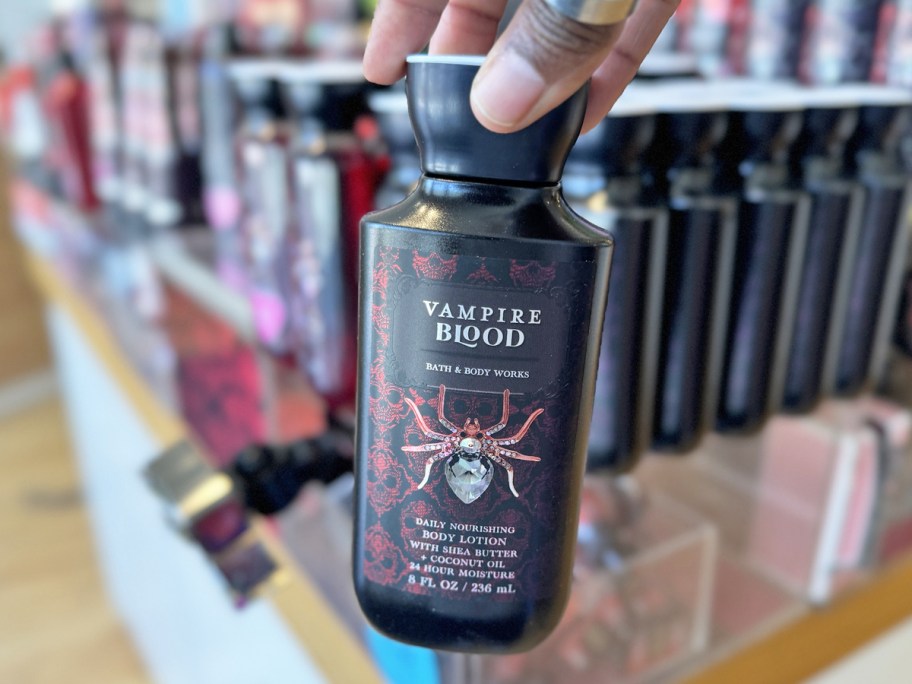 VAMPIRE
BLOOD
BATH & BODY WORKS
DAILY NOURISHING
BODY LOTION
WITH SHEA BUTTER
+ COCONUT OIL
24 HOUR MOISTURE
8 FL. OZ / 236 mL